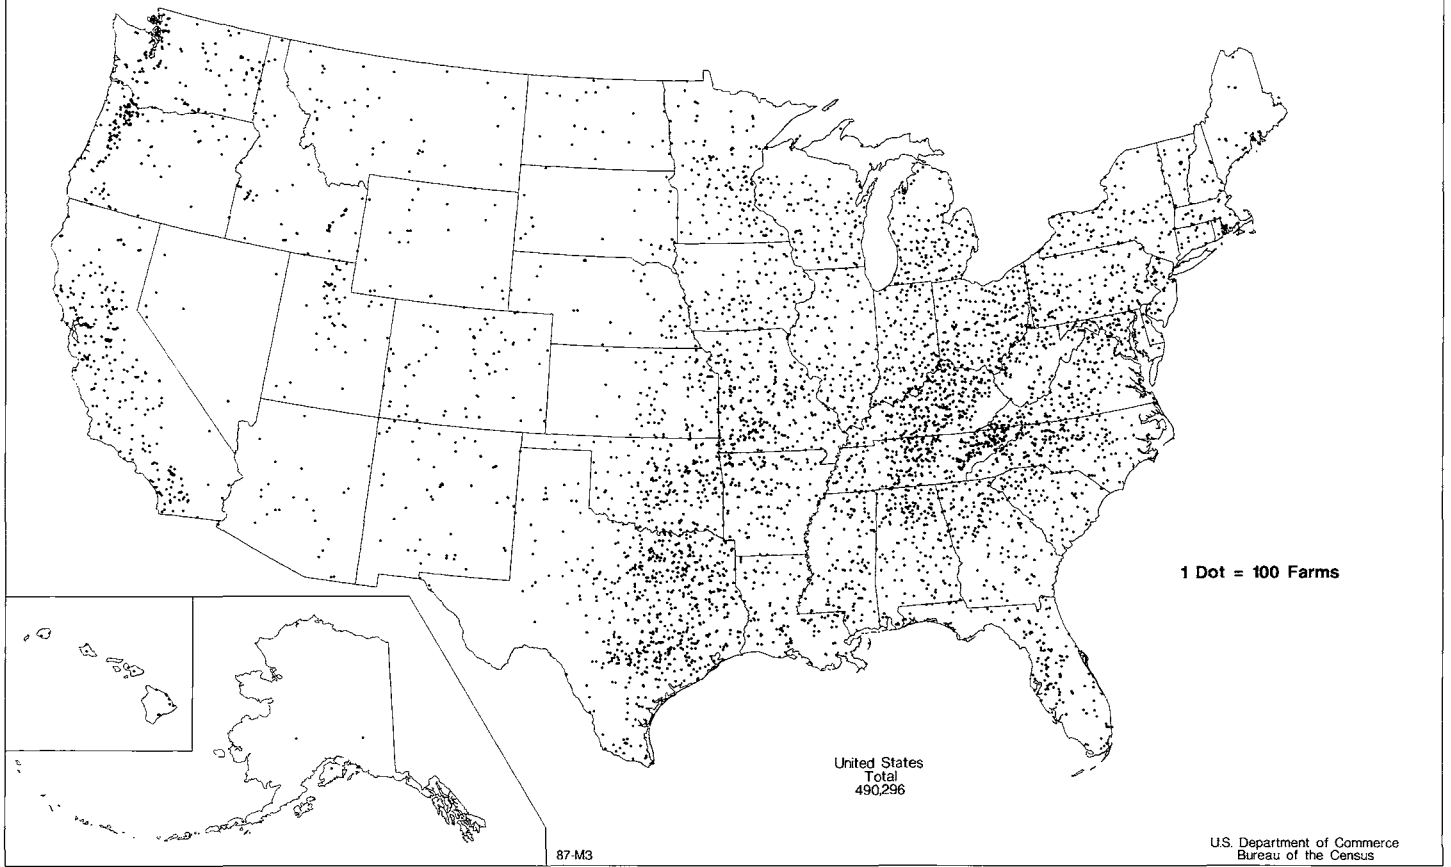 1 Dot = 100 Farms
United States
Total
490,296
87-M3
U.S. Department of Commerce
Bureau of the Census